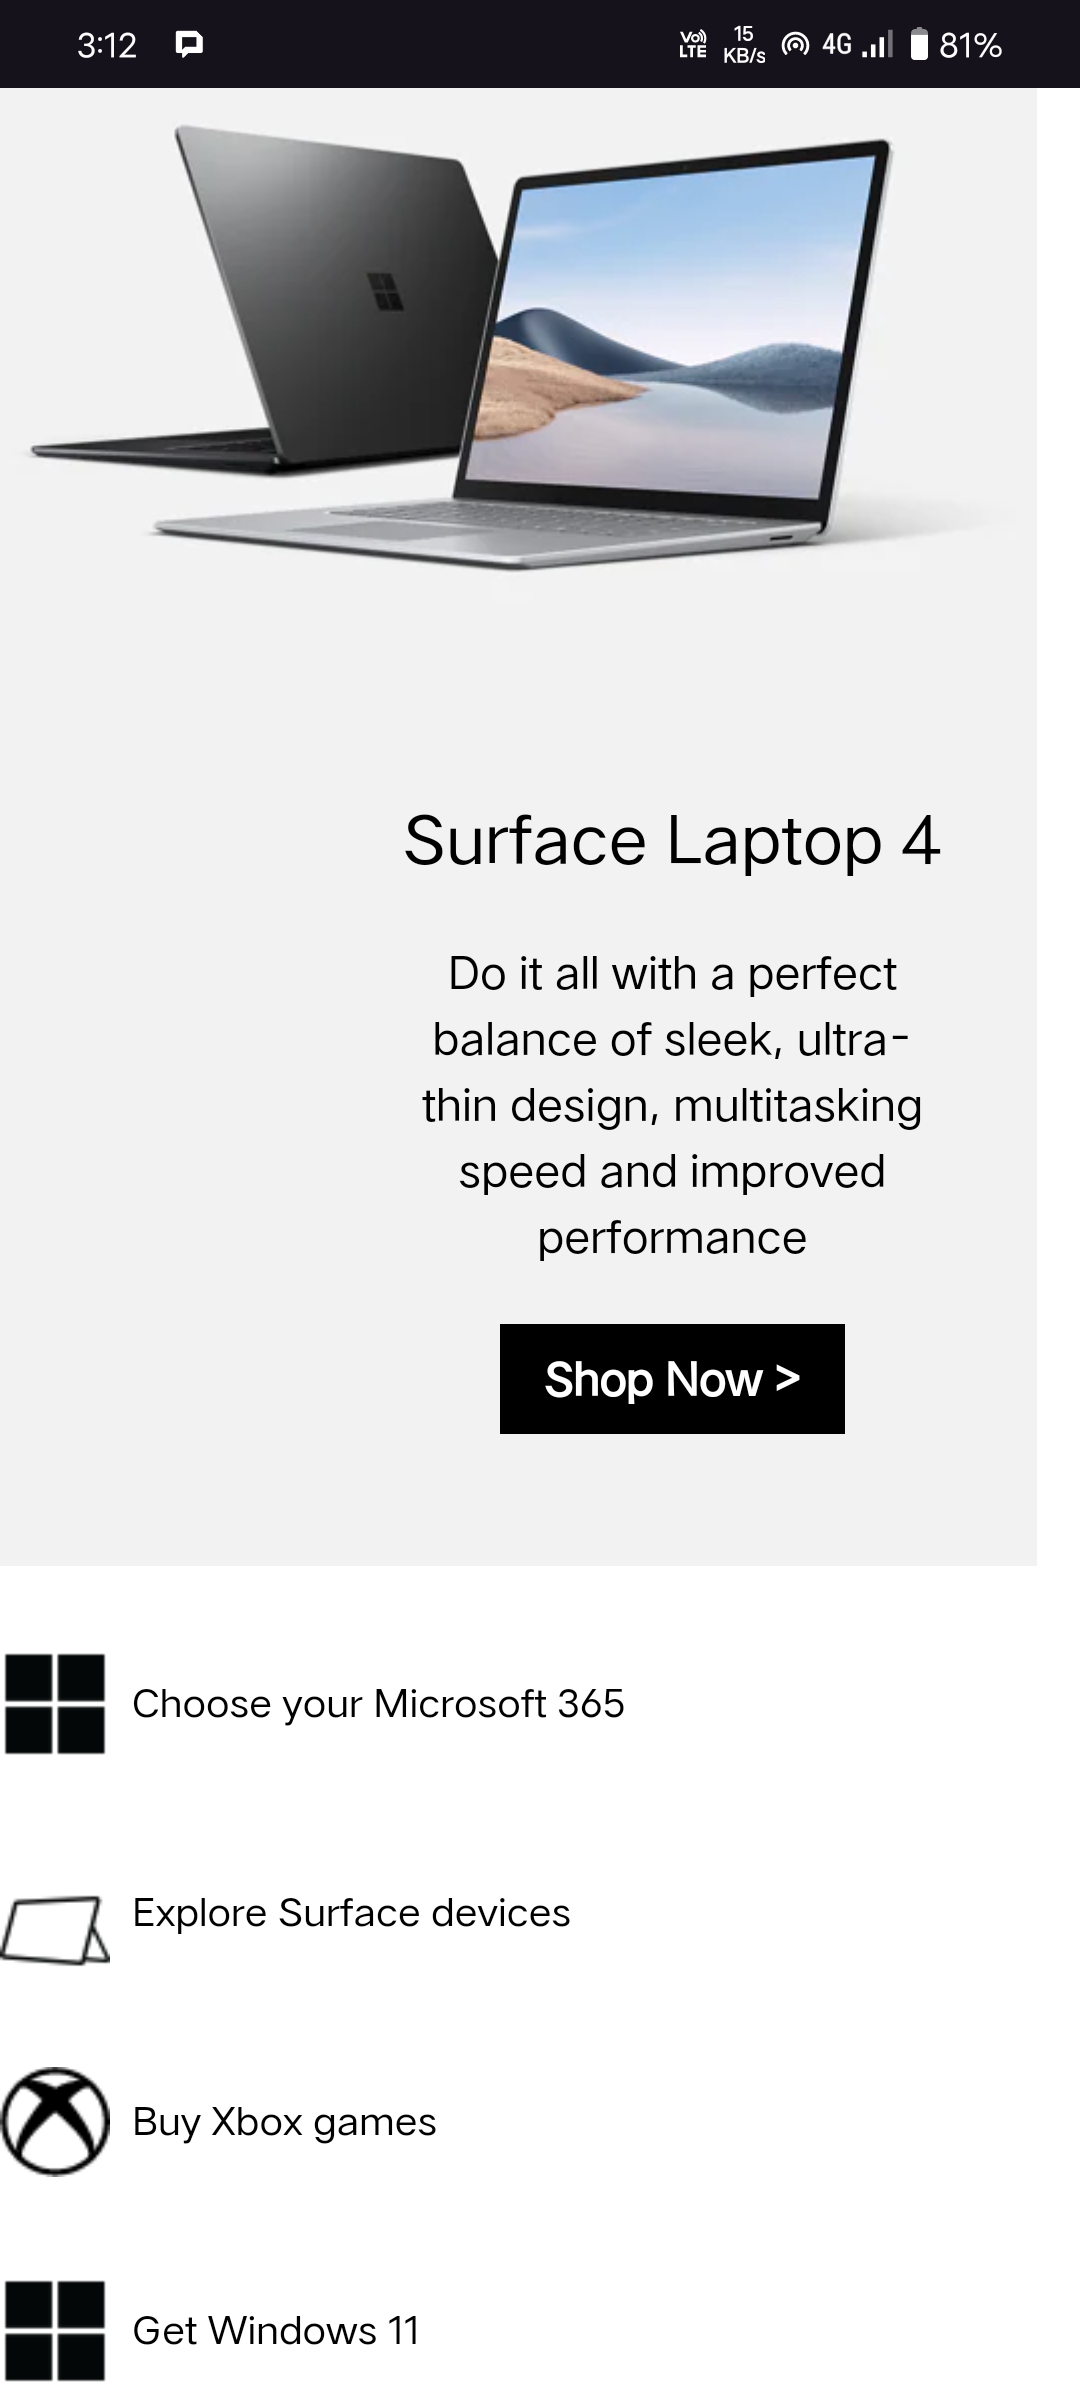 3:12
Vo) LTE
15 KB/s
4G
81%
Surface Laptop 4
Do it all with a perfect
balance of sleek, ultra-
thin design, multitasking
speed and improved
performance
Shop Now >
Choose your Microsoft 365
Explore Surface devices
Buy Xbox games
Get Windows 11